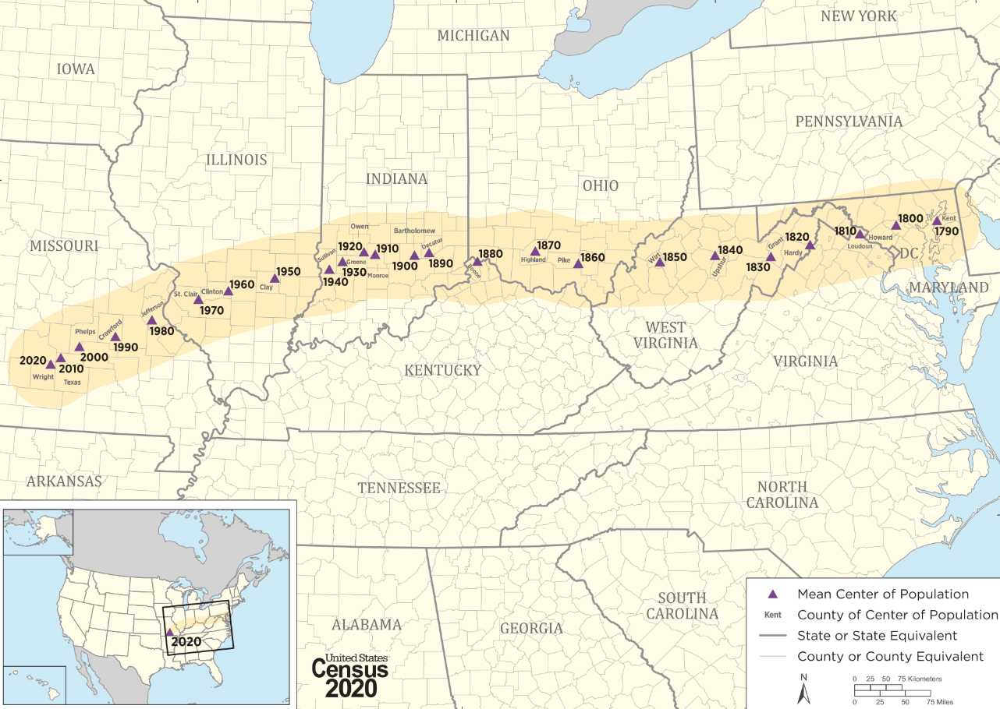 NEW YORK
MICHIGAN
IOWA
PENNSYLVANIA
ILLINOIS
INDIANA
OHIO
MISSOURI
Kent
1790
1800
Howard
1810
Loudoun
DC
MARYLAND
1820
Hardy
Grant
1830
1840
Upshur
Wirt
1850
Pike
1860
1870
Highland
1880
Boone
Decatur
1890
Bartholomew
1900
1910
Monroe
Owen
1920
Greene
1930
Sullivan
1940
1950
Clay
1960
Clinton
St. Clair
1970
Jefferson
1980
Crawford
1990
Phelps
2000
2010
Texas
2020
Wright
WEST
VIRGINIA
VIRGINIA
KENTUCKY
ARKANSAS
TENNESSEE
NORTH
CAROLINA
SOUTH
CAROLINA
ALABAMA
GEORGIA
2020
United States
Census
2020
Mean Center of Population
Kent County of Center of Population
State or State Equivalent
County or County Equivalent
N
0 25 50 75 Kilometers
0 25 50 75 Miles